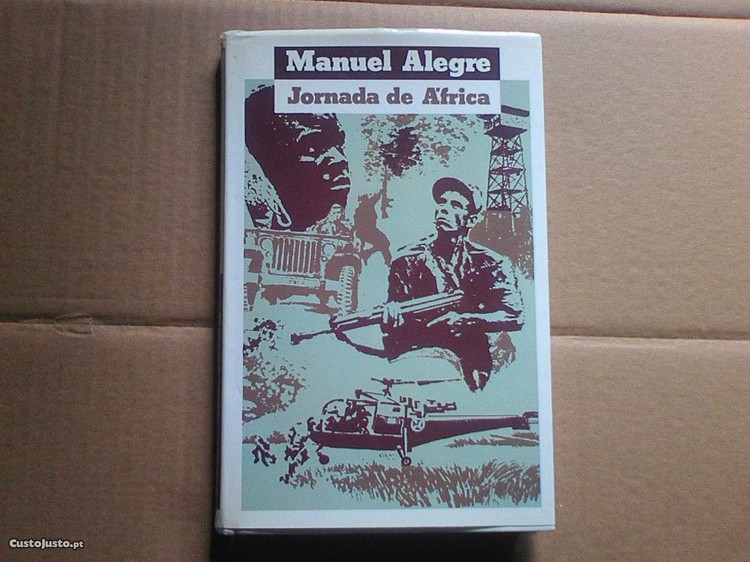 Manuel Alegre
Jornada de África
CustoJusto.pt